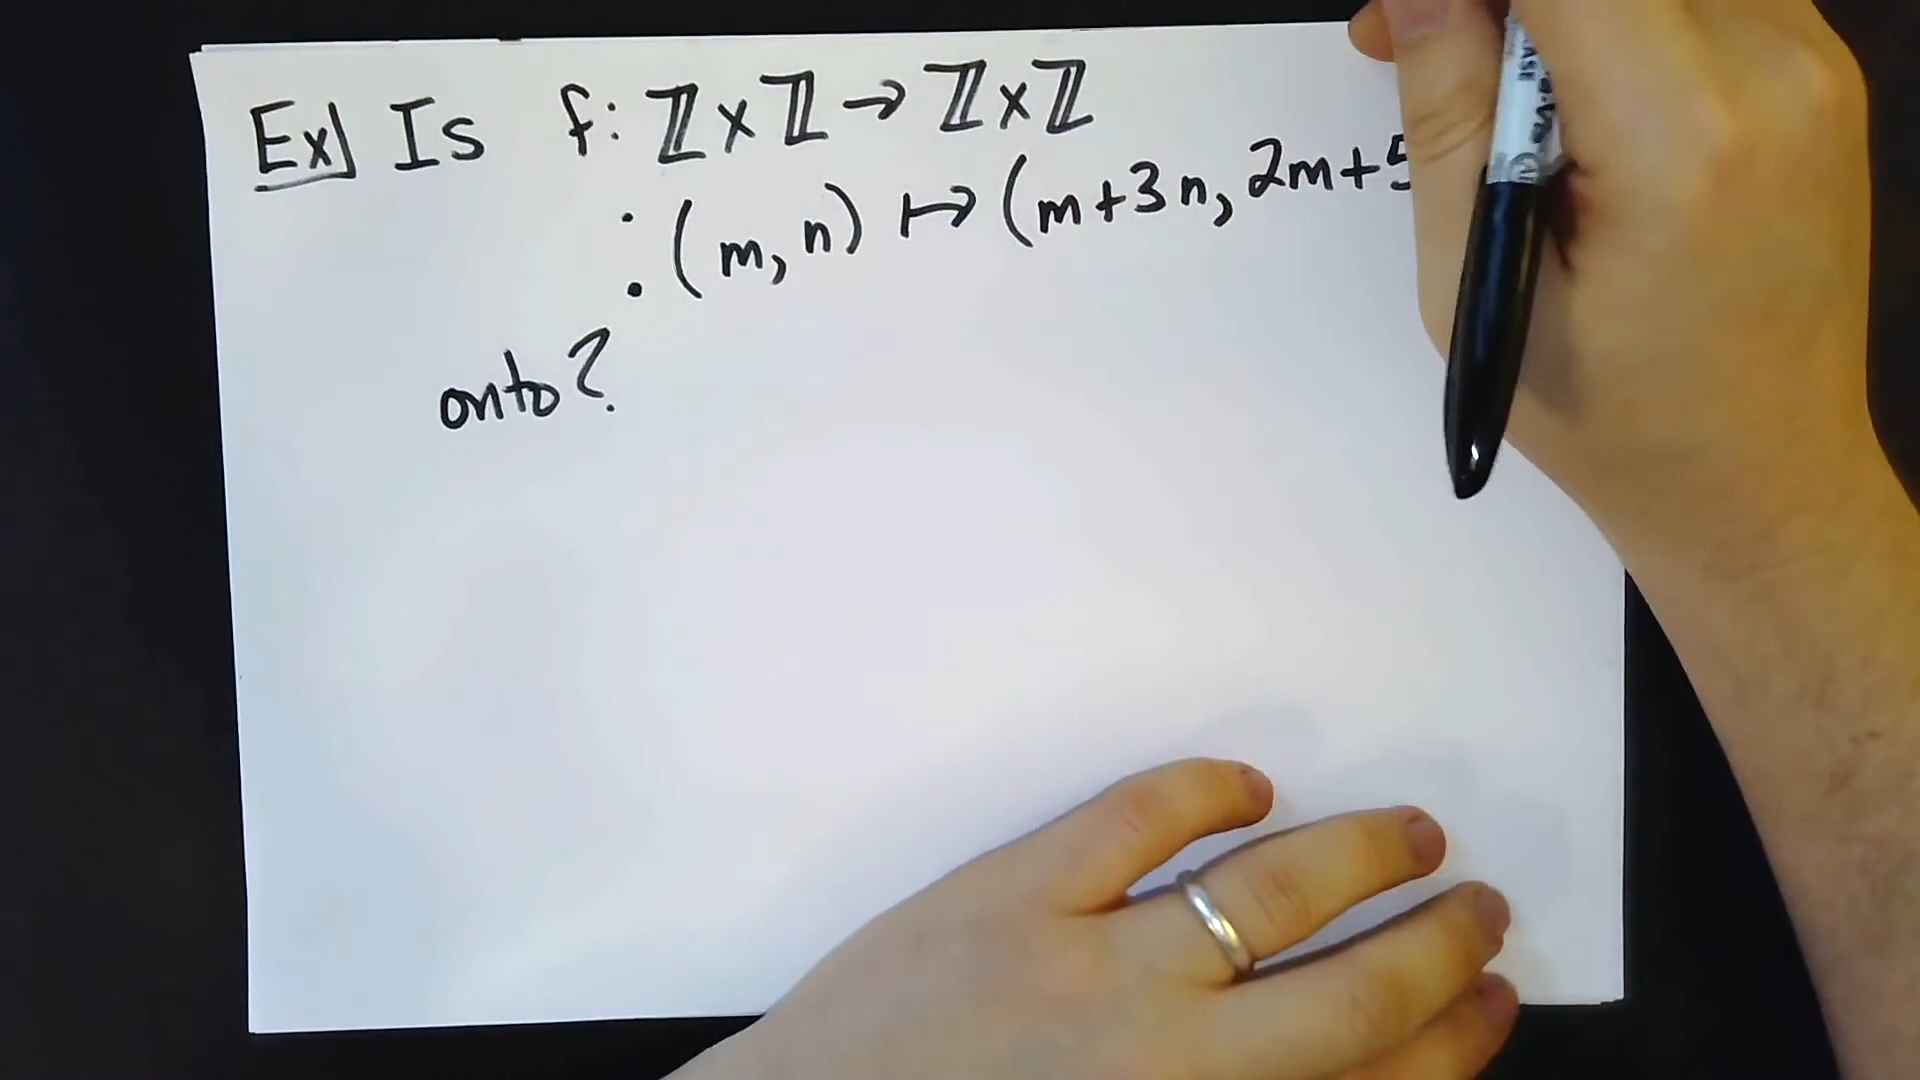 Ex] Is f: ℤ×ℤ → ℤ×ℤ
: (m, n) ↦ (m+3n, 2m+5
onto?